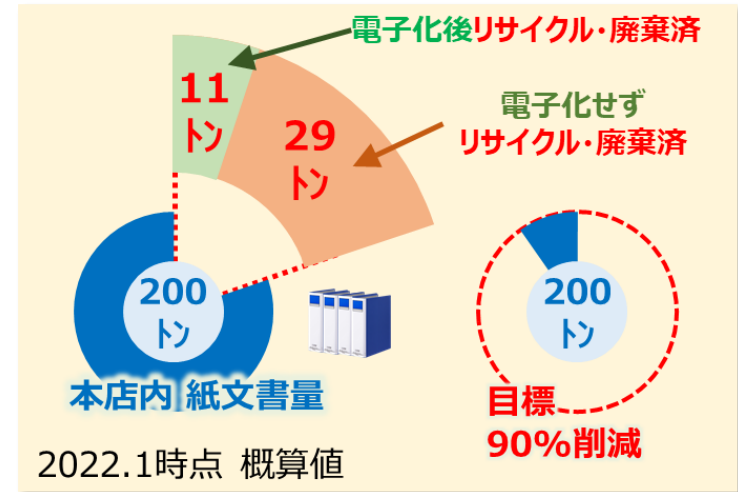 電子化後リサイクル・廃棄済
11
ﾄﾝ
29
ﾄﾝ
電子化せず
リサイクル・廃棄済
200
ﾄﾝ
本店内 紙文書量
200
ﾄﾝ
目標
90%削減
2022.1時点 概算値